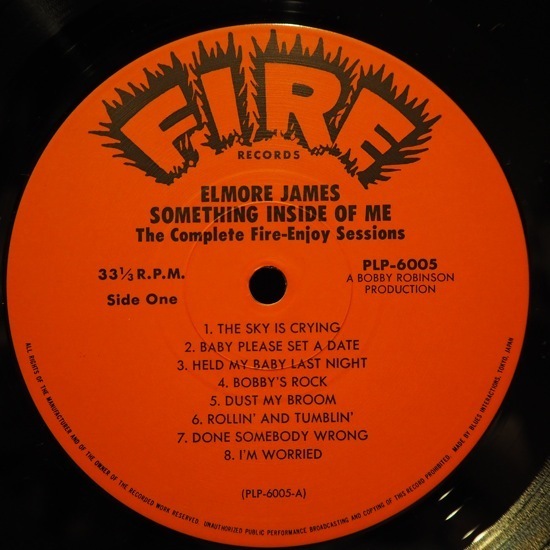 FIRE
RECORDS
ELMORE JAMES
SOMETHING INSIDE OF ME
The Complete Fire-Enjoy Sessions
33⅓ R.P.M.
Side One
PLP-6005
A BOBBY ROBINSON
PRODUCTION
1. THE SKY IS CRYING
2. BABY PLEASE SET A DATE
3. HELD MY BABY LAST NIGHT
4. BOBBY'S ROCK
5. DUST MY BROOM
6. ROLLIN' AND TUMBLIN'
7. DONE SOMEBODY WRONG
8. I'M WORRIED
(PLP-6005-A)
ALL RIGHTS OF THE MANUFACTURER AND OF THE OWNER OF THE RECORDED WORK RESERVED. UNAUTHORIZED PUBLIC PERFORMANCE BROADCASTING AND COPYING OF THIS RECORD PROHIBITED. MADE BY BLUES INTERACTIONS, TOKYO, JAPAN